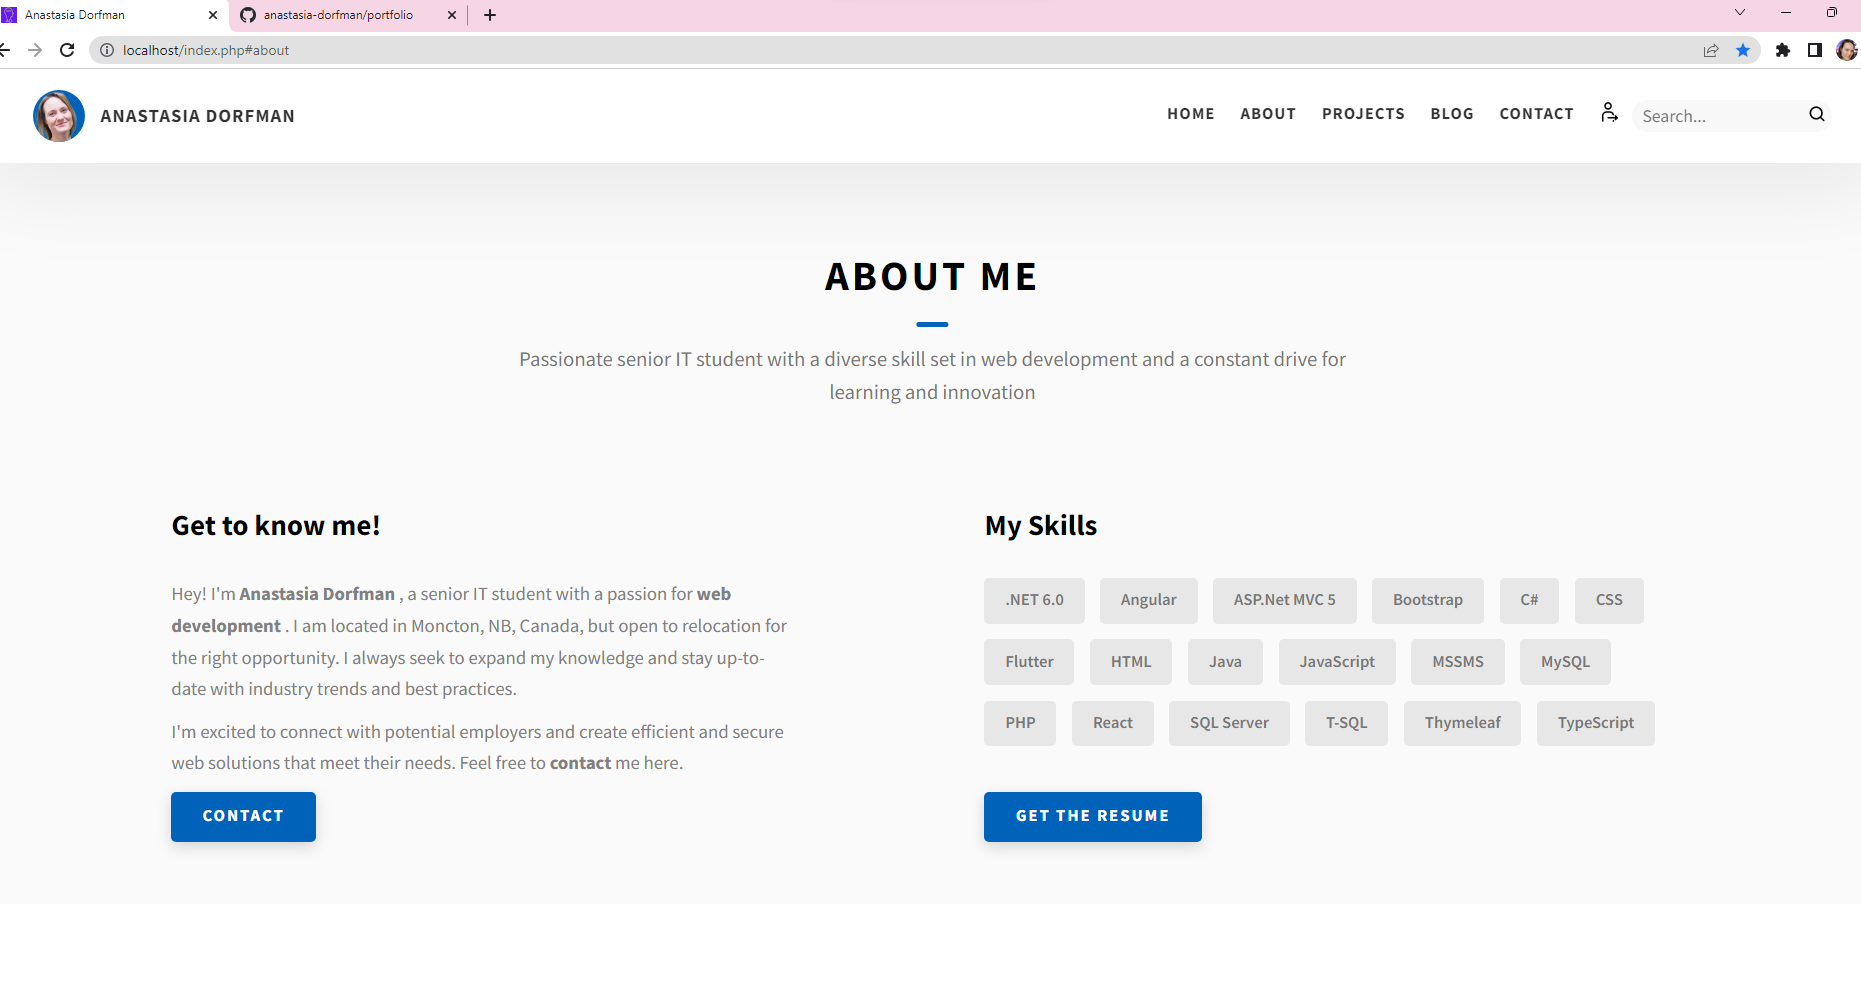 Anastasia Dorfman
anastasia-dorfman/portfolio
localhost/index.php#about
ANASTASIA DORFMAN
HOME ABOUT PROJECTS BLOG CONTACT Search...
ABOUT ME
Passionate senior IT student with a diverse skill set in web development and a constant drive for
learning and innovation
Get to know me!
Hey! I'm Anastasia Dorfman , a senior IT student with a passion for web
development . I am located in Moncton, NB, Canada, but open to relocation for
the right opportunity. I always seek to expand my knowledge and stay up-to-
date with industry trends and best practices.
I'm excited to connect with potential employers and create efficient and secure
web solutions that meet their needs. Feel free to contact me here.
CONTACT
My Skills
.NET 6.0 Angular ASP.Net MVC 5 Bootstrap C# CSS
Flutter HTML Java JavaScript MSSMS MySQL
PHP React SQL Server T-SQL Thymeleaf TypeScript
GET THE RESUME